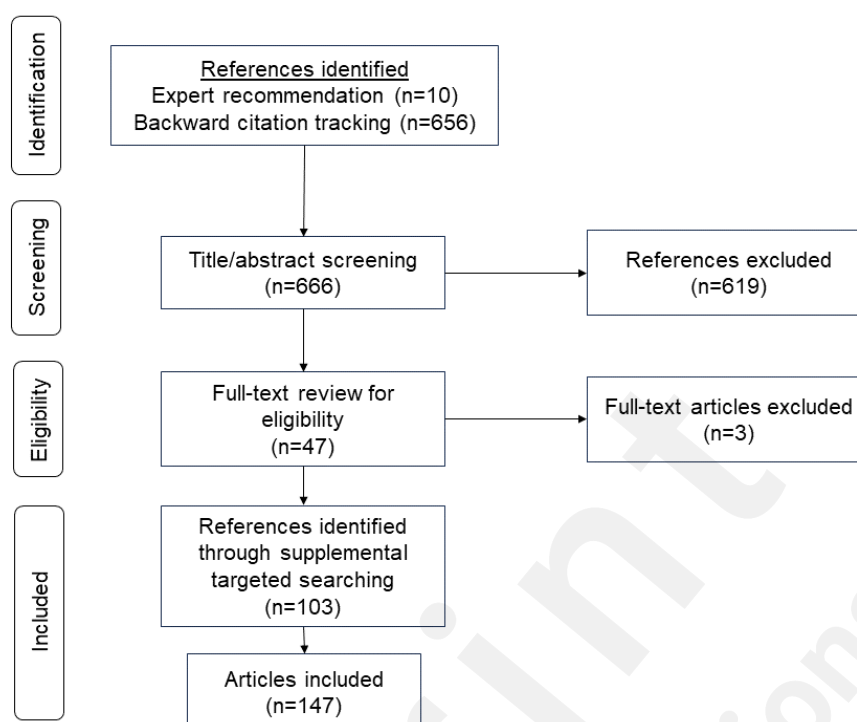 Identification
References identified
Expert recommendation (n=10)
Backward citation tracking (n=656)
Screening
Title/abstract screening
(n=666)
References excluded
(n=619)
Eligibility
Full-text review for
eligibility
(n=47)
Full-text articles excluded
(n=3)
Included
References identified
through supplemental
targeted searching
(n=103)
Articles included
(n=147)